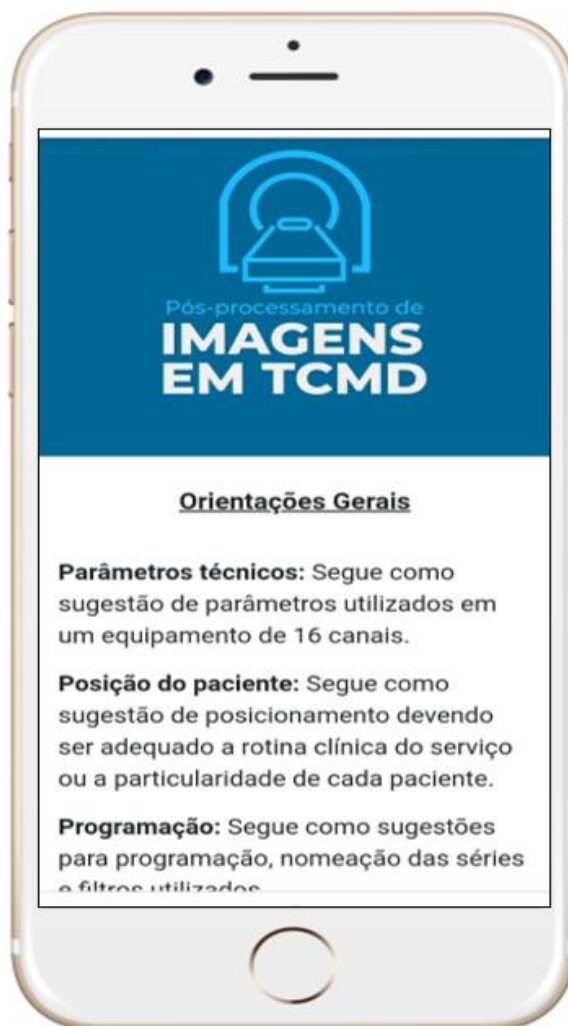 Pós-processamento de
IMAGENS
EM TCMD
Orientações Gerais
Parâmetros técnicos: Segue como
sugestão de parâmetros utilizados em
um equipamento de 16 canais.
Posição do paciente: Segue como
sugestão de posicionamento devendo
ser adequado a rotina clínica do serviço
ou a particularidade de cada paciente.
Programação: Segue como sugestões
para programação, nomeação das séries
e filtros utilizados